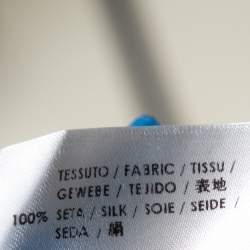 TESSUTO / FABRIC / TISSU /
GEWEBE / TEJIDO / 表地
100% SETA / SILK / SOIE / SEIDE /
SEDA / 絹